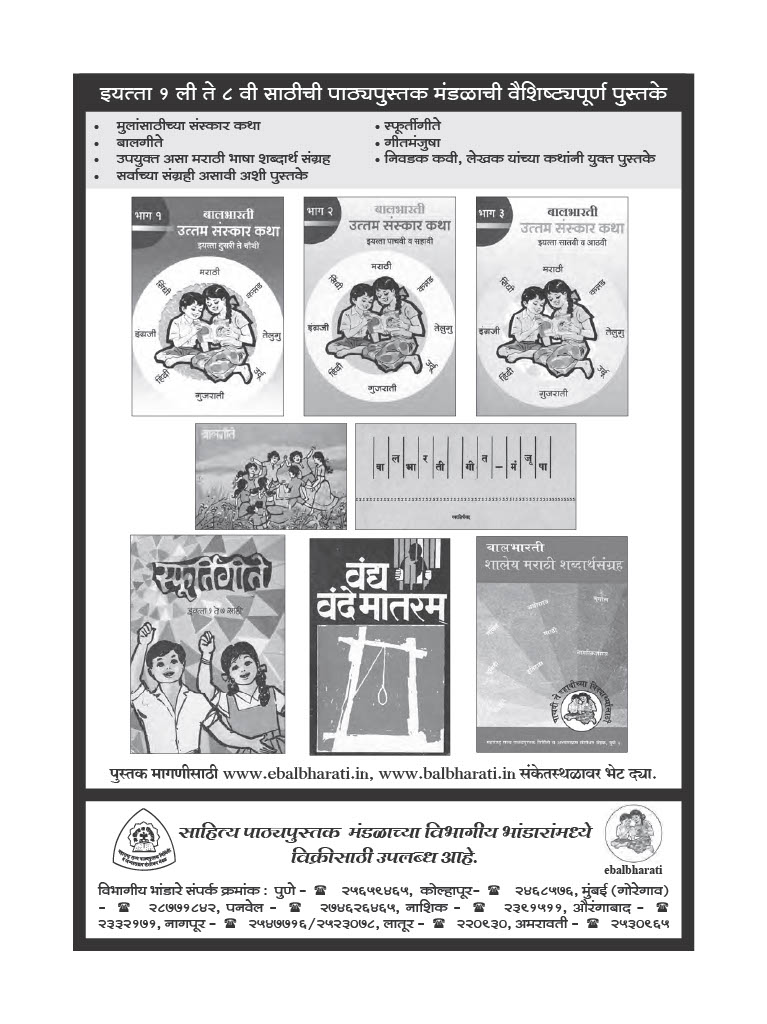 इयत्ता १ ली ते ८ वी साठीची पाठ्यपुस्तक मंडळाची वैशिष्ट्यपूर्ण पुस्तके
• मुलांसाठीच्या संस्कार कथा
• बालगीते
• उपयुक्त असा मराठी भाषा शब्दार्थ संग्रह
• सर्वांच्या संग्रही असावी अशी पुस्तके
• स्फूर्तीगीते
• गीतमंजुषा
• निवडक कवी, लेखक यांच्या कथांनी युक्त पुस्तके
भाग १
बालभारती
उत्तम संस्कार कथा
इयत्ता दुसरी ते चौथी
मराठी
सिंधी
कन्नड
इंग्रजी
तेलुगु
हिंदी
उर्दू
गुजराती
भाग २
बालभारती
उत्तम संस्कार कथा
इयत्ता पाचवी व सहावी
मराठी
सिंधी
कन्नड
इंग्रजी
तेलुगु
हिंदी
उर्दू
गुजराती
भाग ३
बालभारती
उत्तम संस्कार कथा
इयत्ता सातवी व आठवी
मराठी
सिंधी
कन्नड
इंग्रजी
तेलुगु
हिंदी
उर्दू
गुजराती
बालगीते
बालभारती गीत-मंजूषा
स्फूर्तिगीते
इयत्ता १ ते ७ साठी
वंद्य
वंदे मातरम्
बालभारती
शालेय मराठी शब्दार्थसंग्रह
पुस्तक मागणीसाठी www.ebalbharati.in, www.balbharati.in संकेतस्थळावर भेट द्या.
साहित्य पाठ्यपुस्तक मंडळाच्या विभागीय भांडारांमध्ये
विक्रीसाठी उपलब्ध आहे.
ebalbharati
विभागीय भांडारे संपर्क क्रमांक : पुणे - ☎ २५६५९४६५, कोल्हापूर- ☎ २४६८५७६, मुंबई (गोरेगाव)
- ☎ २८७७१८४२, पनवेल - ☎ २७४६२६४६५, नाशिक - ☎ २३९१५११, औरंगाबाद - ☎
२३३२१७१, नागपूर - ☎ २५४७७१६/२५२३०७८, लातूर - ☎ २२०९३०, अमरावती - ☎ २५३०९६५